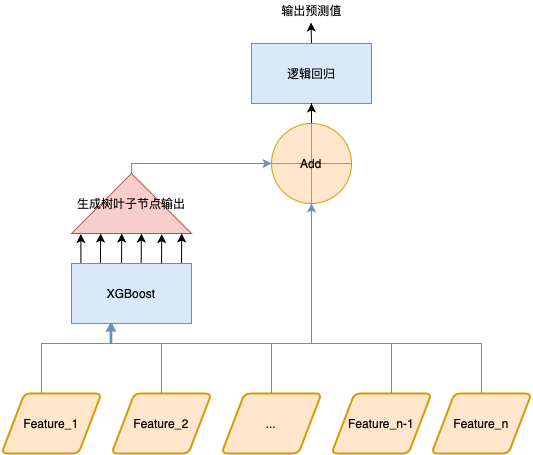 输出预测值
逻辑回归
Add
生成树叶子节点输出
XGBoost
Feature_1
Feature_2
...
Feature_n-1
Feature_n